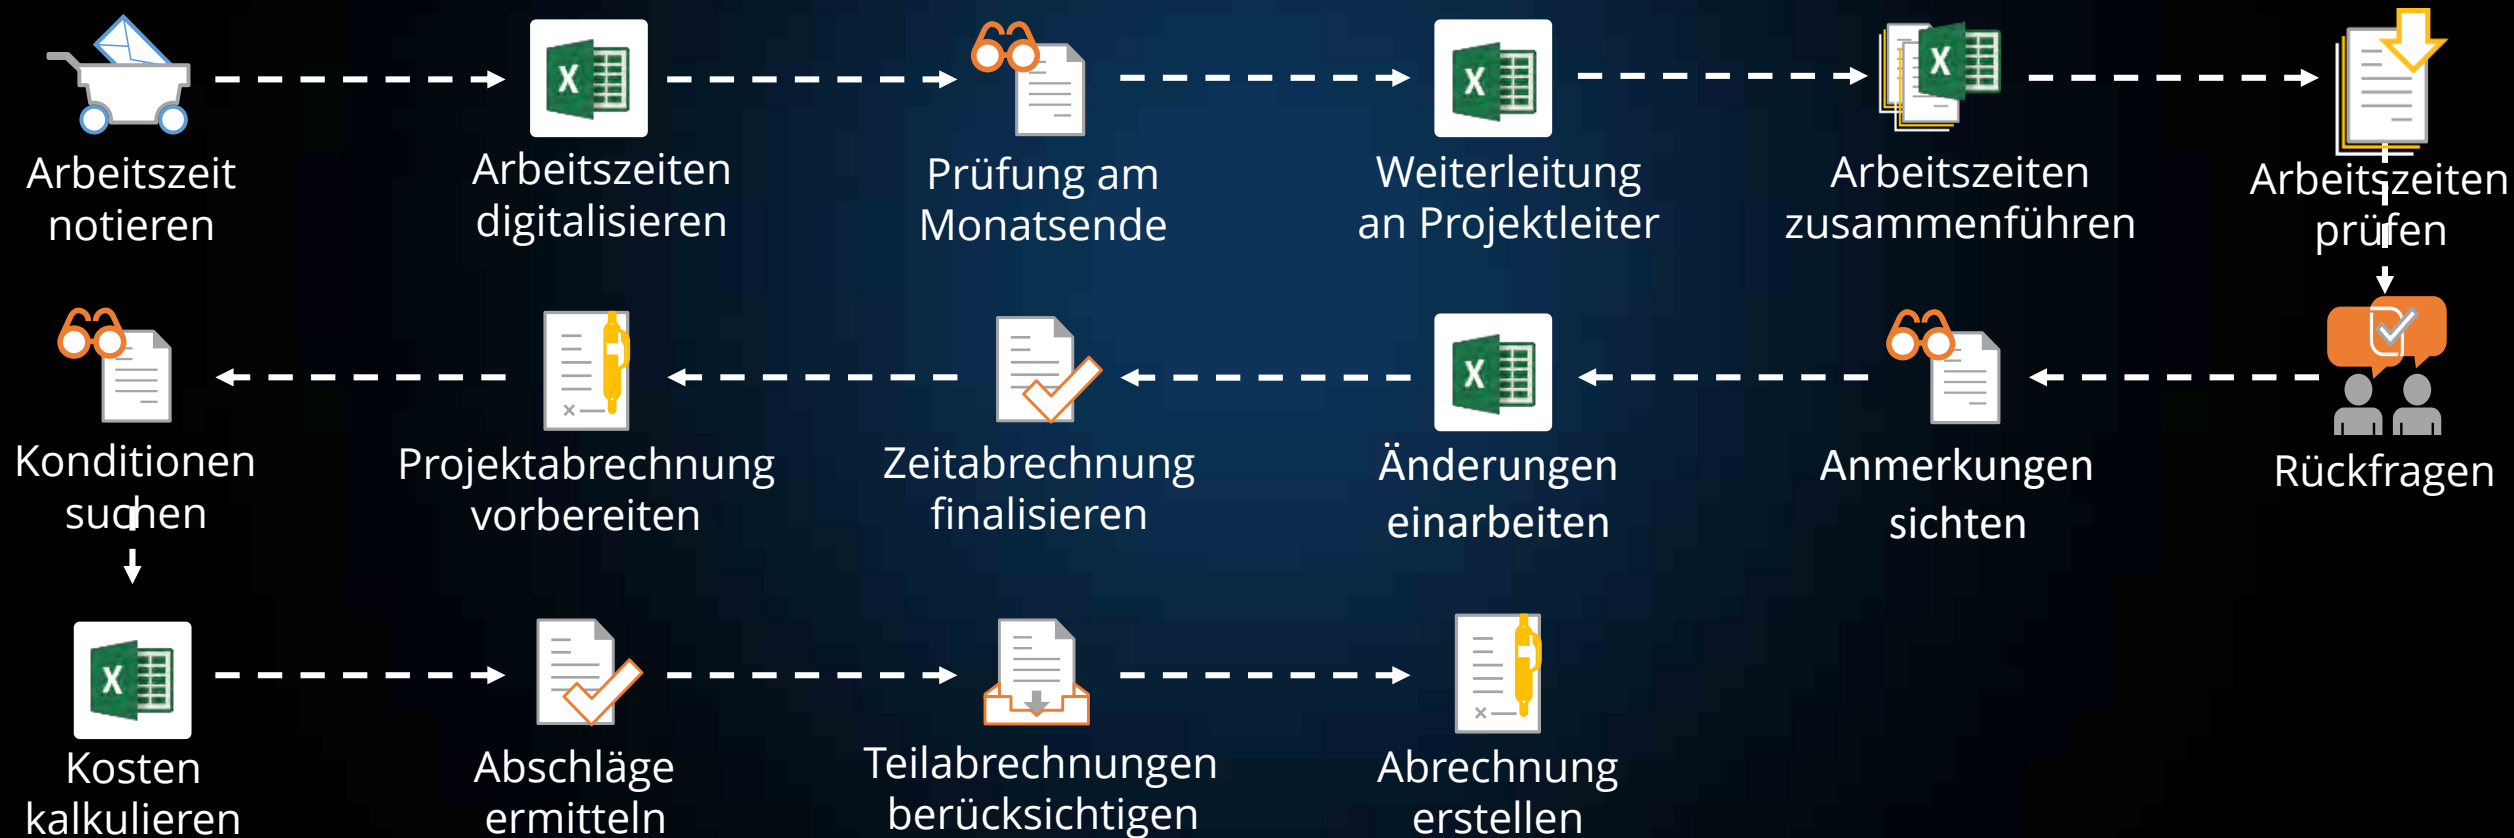 Arbeitszeit
notieren
Arbeitszeiten
digitalisieren
Prüfung am
Monatsende
Weiterleitung
an Projektleiter
Arbeitszeiten
zusammenführen
Arbeitszeiten
prüfen
Konditionen
suchen
Projektabrechnung
vorbereiten
Zeitabrechnung
finalisieren
Änderungen
einarbeiten
Anmerkungen
sichten
Rückfragen
Kosten
kalkulieren
Abschläge
ermitteln
Teilabrechnungen
berücksichtigen
Abrechnung
erstellen